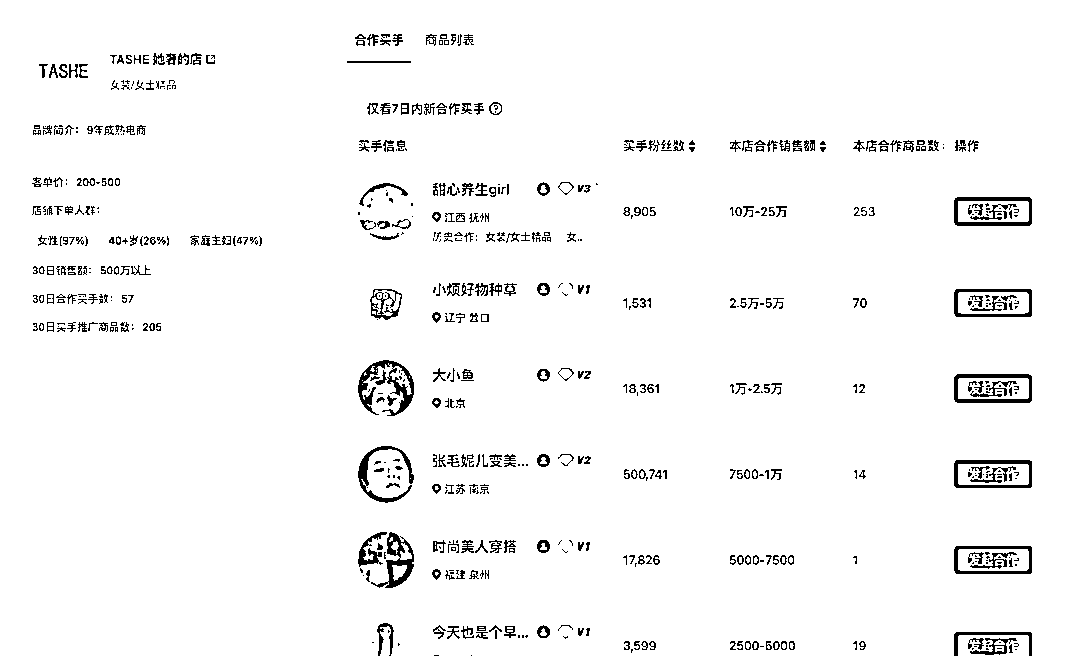 合作买手 商品列表
TASHE
TASHE 她奢的店
女装/女士精品
品牌简介：9年成熟电商
客单价：200-500
店铺下单人群：
女性(97%) 40+岁(26%) 家庭主妇(47%)
30日销售额：500万以上
30日合作买手数：57
30日买手推广商品数：205
仅看7日内新合作买手
买手信息 买手粉丝数 本店合作销售额 本店合作商品数 操作
甜心养生girl V3
江西 抚州
历史合作：女装/女士精品 女..
8,905 10万-25万 253 发起合作
小烦好物种草 V1
辽宁 营口
1,531 2.5万-5万 70 发起合作
大小鱼 V2
北京
18,361 1万-2.5万 12 发起合作
张毛妮儿变美... V2
江苏 南京
500,741 7500-1万 14 发起合作
时尚美人穿搭 V1
福建 泉州
17,826 5000-7500 1 发起合作
今天也是个早... V1
3,599 2500-5000 19 发起合作